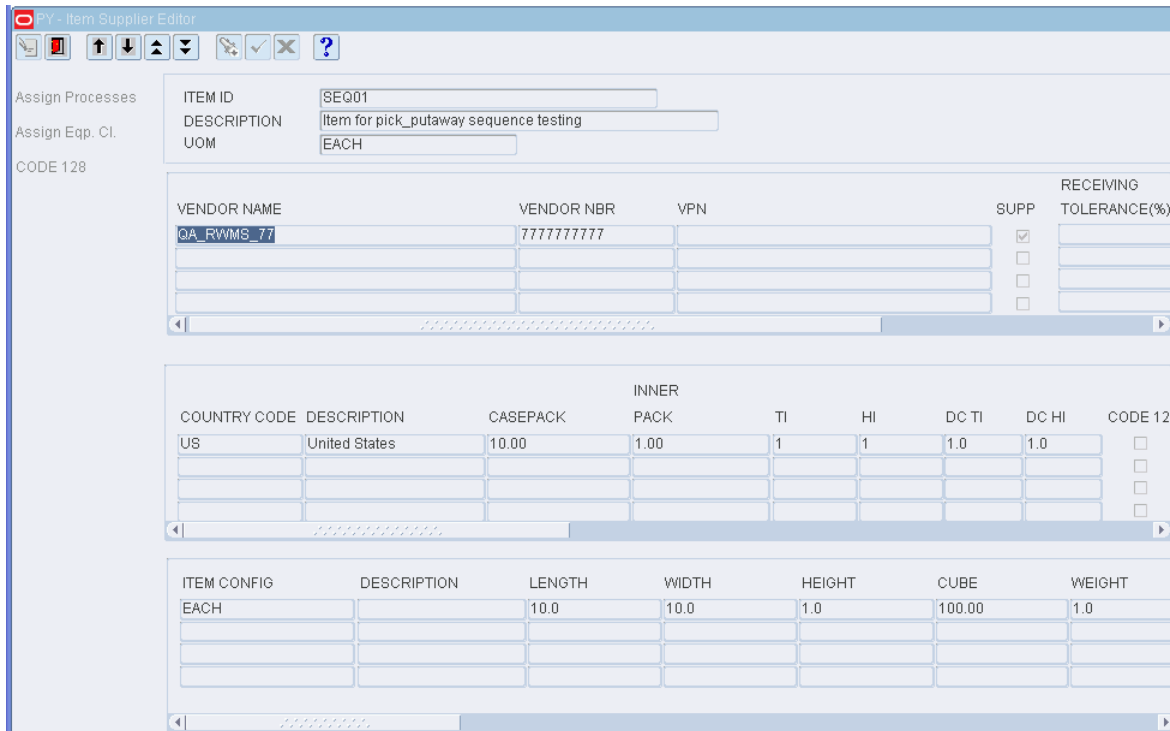 PY - Item Supplier Editor
?
Assign Processes
Assign Eqp. Cl.
CODE 128
ITEM ID SEQ01
DESCRIPTION Item for pick_putaway sequence testing
UOM EACH
RECEIVING
VENDOR NAME VENDOR NBR VPN SUPP TOLERANCE(%)
QA_RWMS_77 7777777777
INNER
COUNTRY CODE DESCRIPTION CASEPACK PACK TI HI DC TI DC HI CODE 12
US United States 10.00 1.00 1 1 1.0 1.0
ITEM CONFIG DESCRIPTION LENGTH WIDTH HEIGHT CUBE WEIGHT
EACH 10.0 10.0 1.0 100.00 1.0